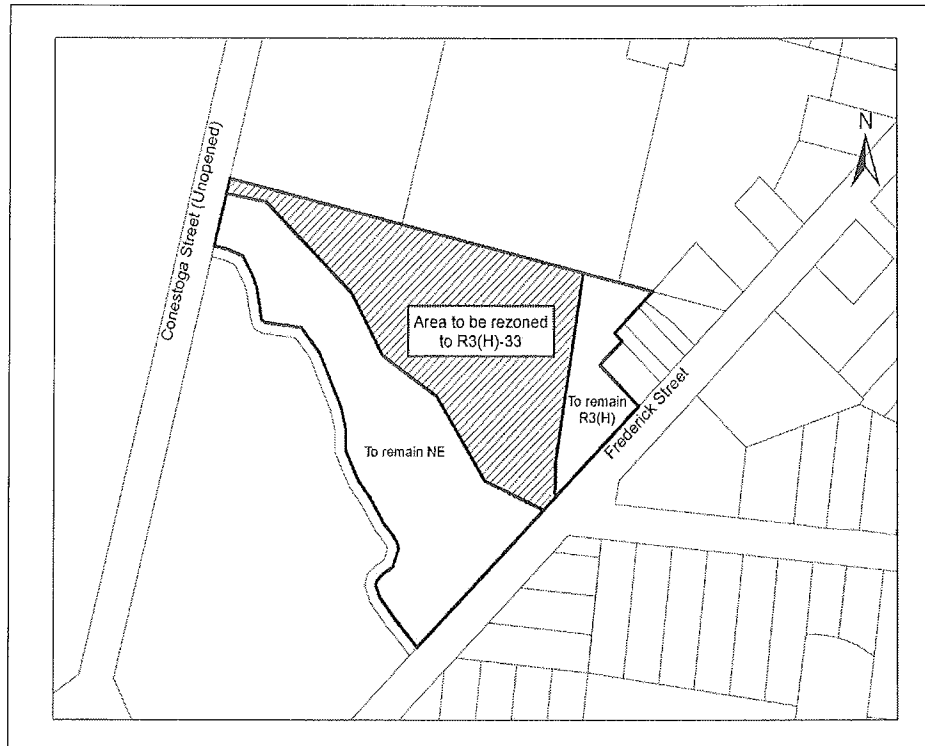 N
Conestoga Street (Unopened)
Area to be rezoned
to R3(H)-33
To remain
R3(H)
Frederick Street
To remain NE